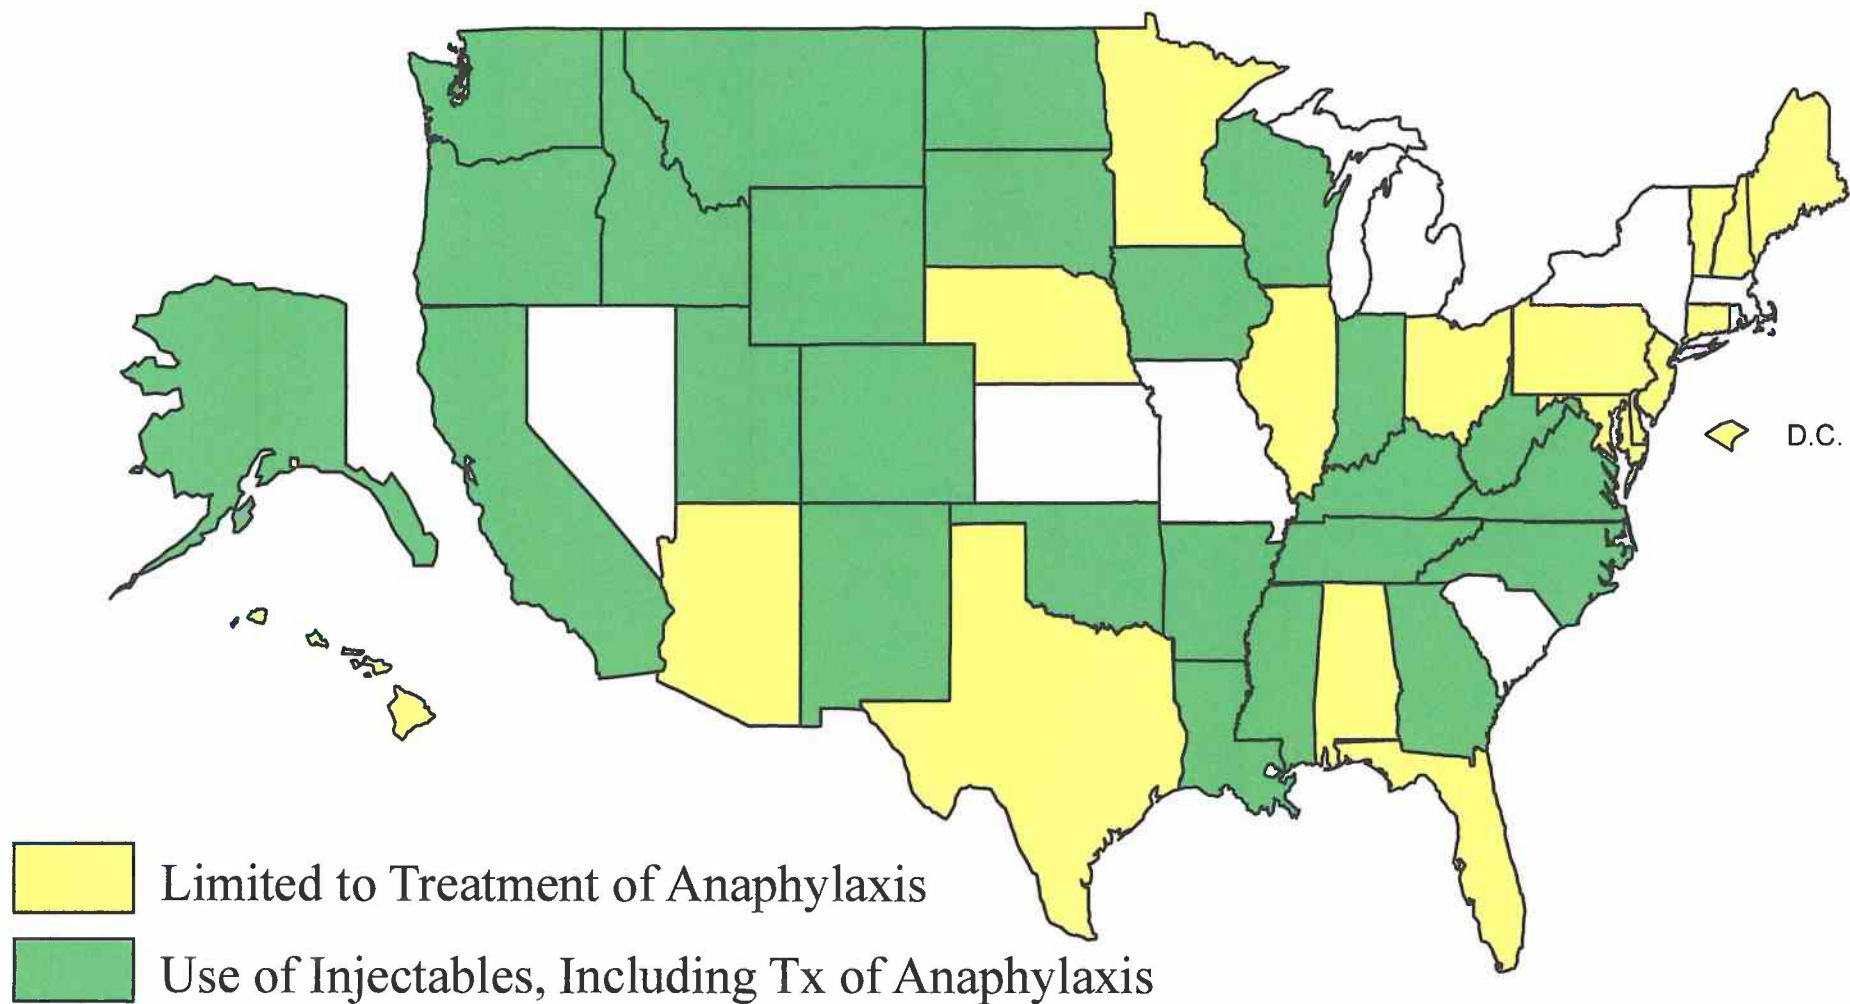 D.C.
Limited to Treatment of Anaphylaxis
Use of Injectables, Including Tx of Anaphylaxis